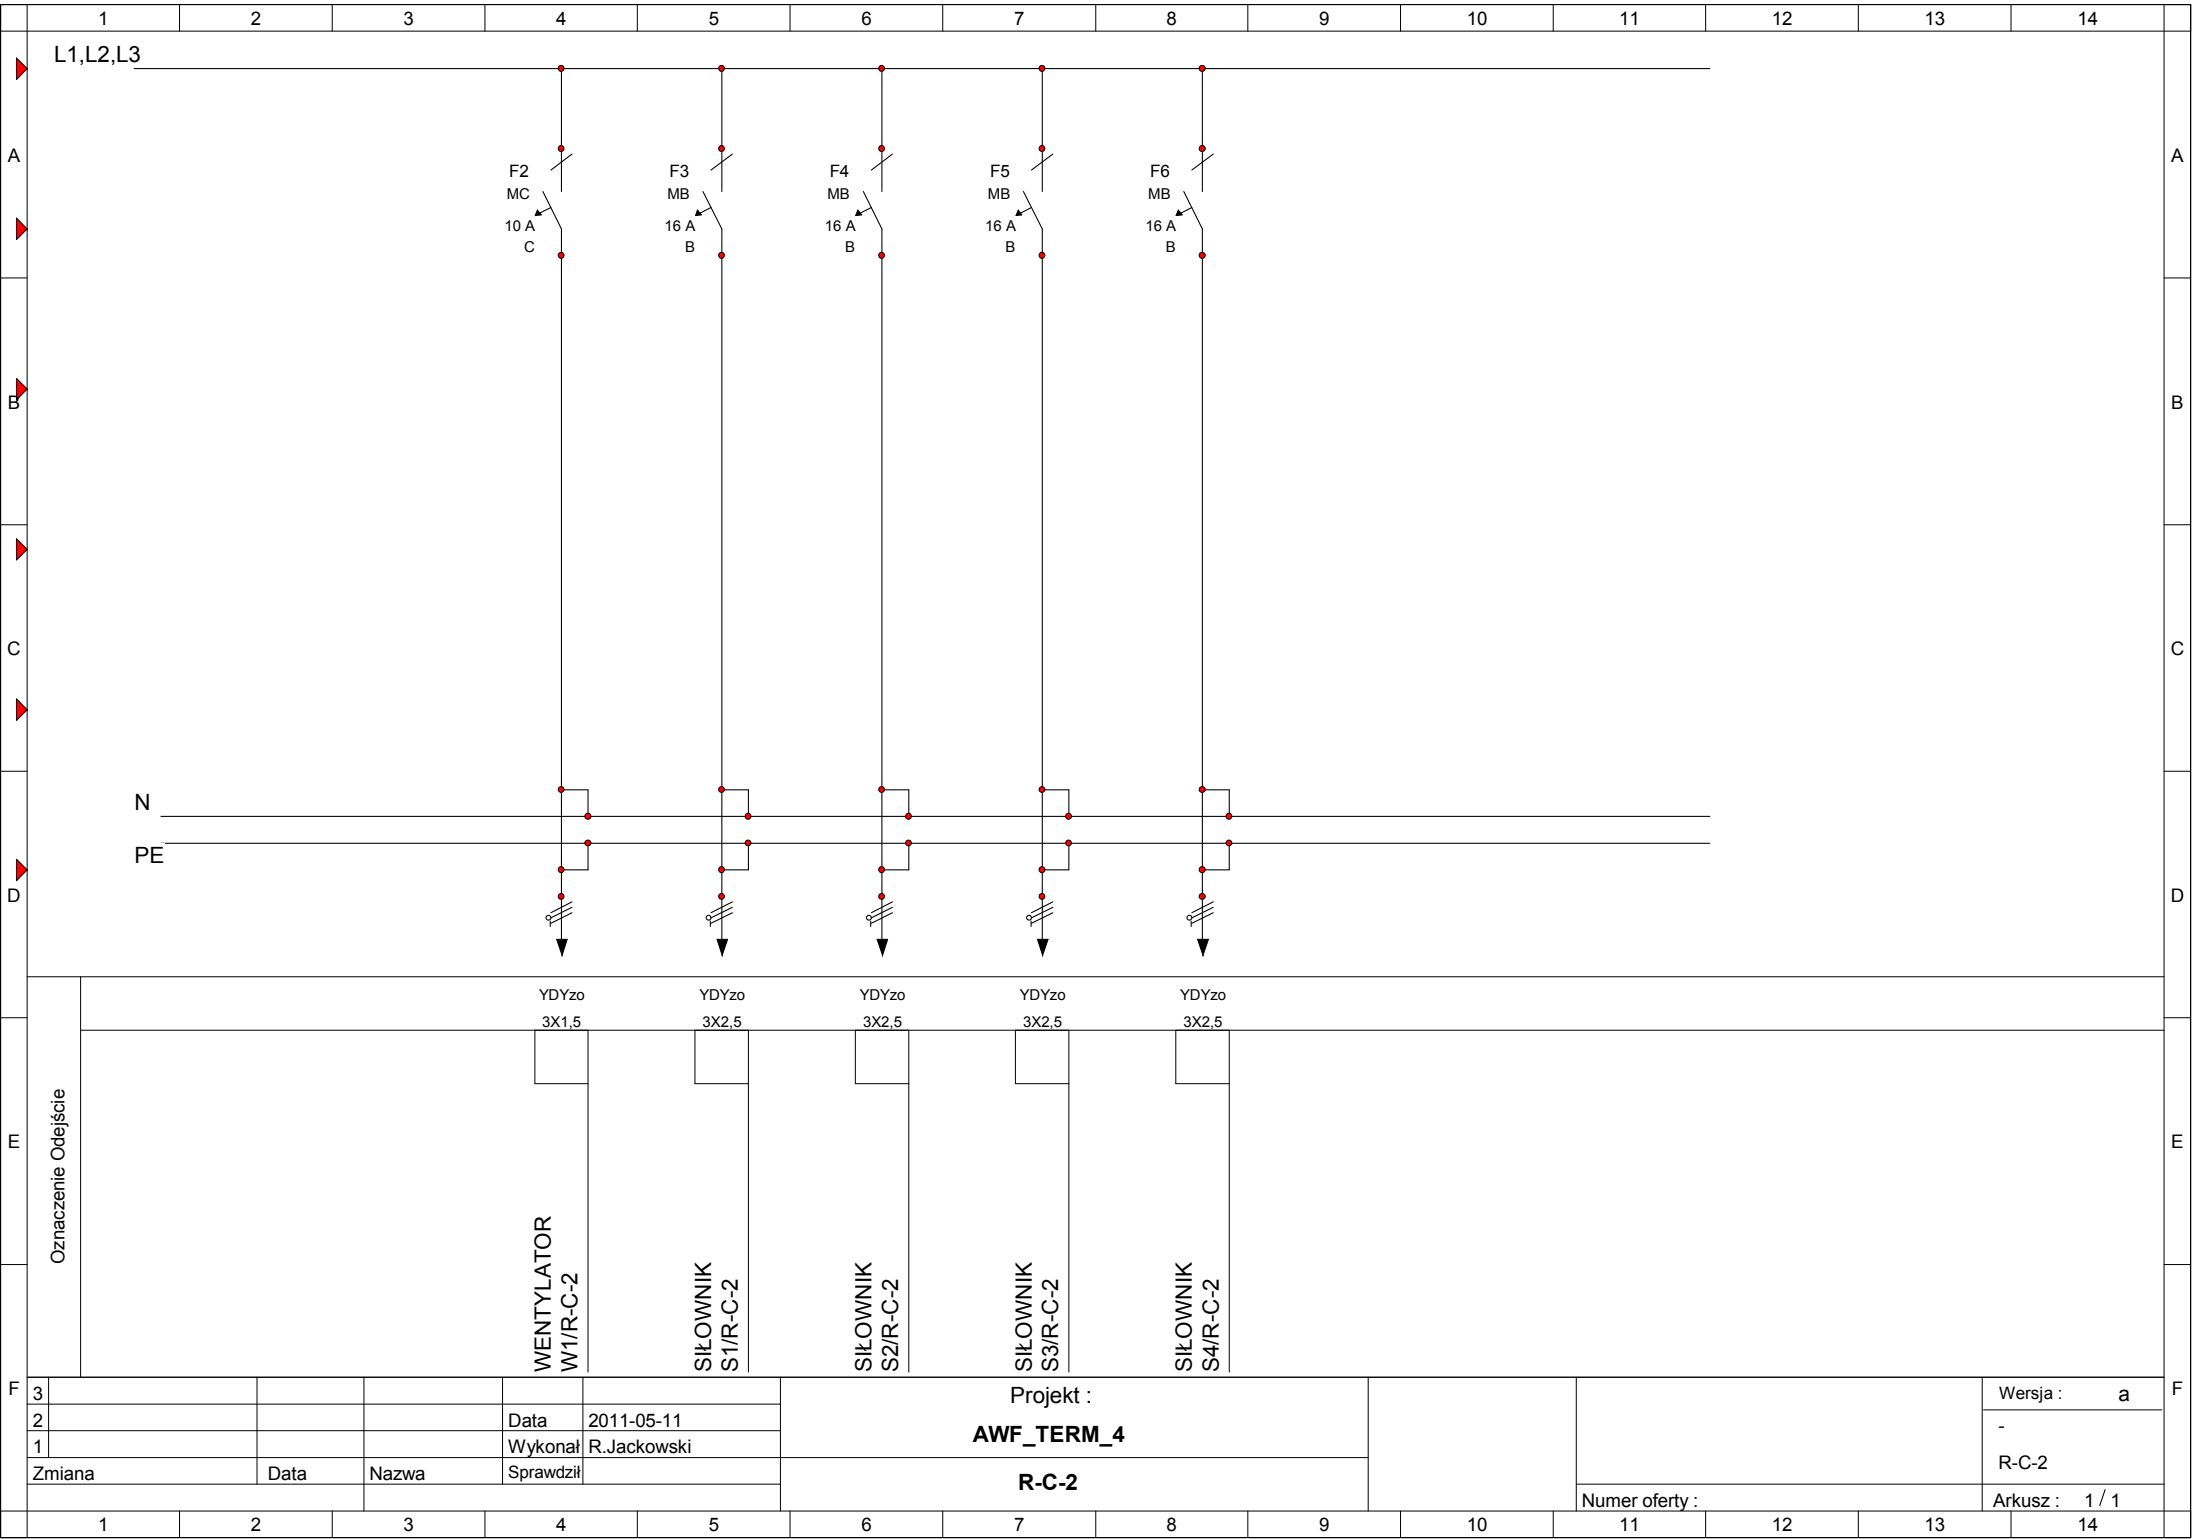 1 2 3 4 5 6 7 8 9 10 11 12 13 14
L1,L2,L3
A A
F2 F3 F4 F5 F6
MC MB MB MB MB
10 A 16 A 16 A 16 A 16 A
C B B B B
B B
C C
N
PE
D D
YDYzo YDYzo YDYzo YDYzo YDYzo
3X1,5 3X2,5 3X2,5 3X2,5 3X2,5
E E
Oznaczenie Odejście
WENTYLATOR
W1/R-C-2
SIŁOWNIK
S1/R-C-2
SIŁOWNIK
S2/R-C-2
SIŁOWNIK
S3/R-C-2
SIŁOWNIK
S4/R-C-2
F F
3
2 Data 2011-05-11
1 Wykonał R.Jackowski
Zmiana Data Nazwa Sprawdził
Projekt :
AWF_TERM_4
R-C-2
Numer oferty :
Wersja : a
-
R-C-2
Arkusz : 1 / 1
1 2 3 4 5 6 7 8 9 10 11 12 13 14